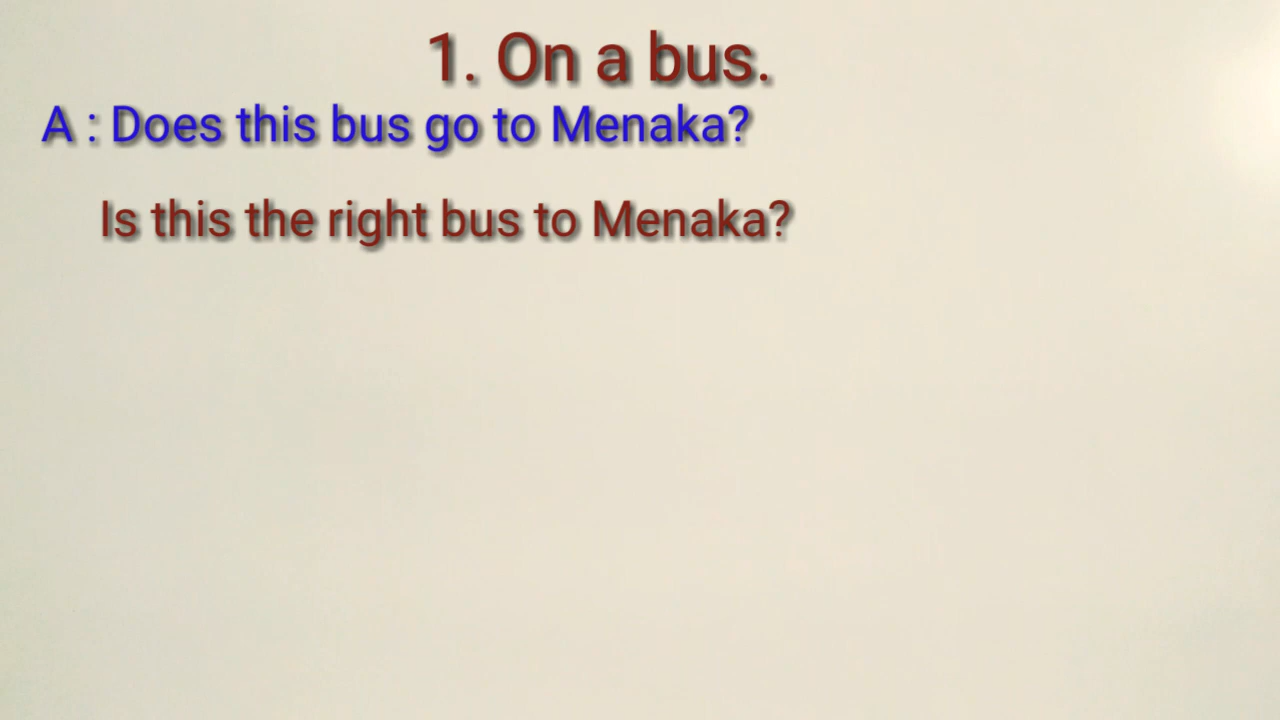 1. On a bus.
A : Does this bus go to Menaka?
Is this the right bus to Menaka?